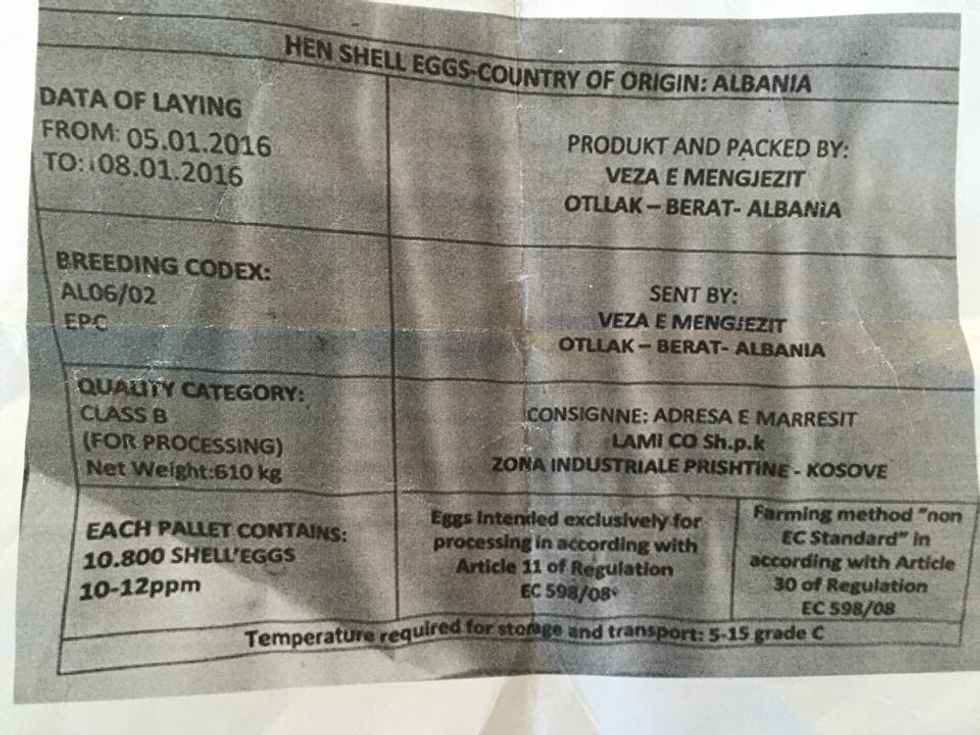 HEN SHELL EGGS-COUNTRY OF ORIGIN: ALBANIA
DATA OF LAYING
FROM: 05.01.2016
TO: 08.01.2016
PRODUKT AND PACKED BY:
VEZA E MENGJEZIT
OTLLAK – BERAT- ALBANiA
BREEDING CODEX:
AL06/02
EPC
SENT BY:
VEZA E MENGJEZIT
OTLLAK – BERAT- ALBANIA
QUALITY CATEGORY:
CLASS B
(FOR PROCESSING)
Net Weight:610 kg
CONSIGNNE: ADRESA E MARRESIT
LAMI CO Sh.p.k
ZONA INDUSTRIALE PRISHTINE - KOSOVE
EACH PALLET CONTAINS:
10.800 SHELL'EGGS
10-12ppm
Eggs intended exclusively for
processing in according with
Article 11 of Regulation
EC 598/08
Farming method "non
EC Standard" in
according with Article
30 of Regulation
EC 598/08
Temperature required for storage and transport: 5-15 grade C